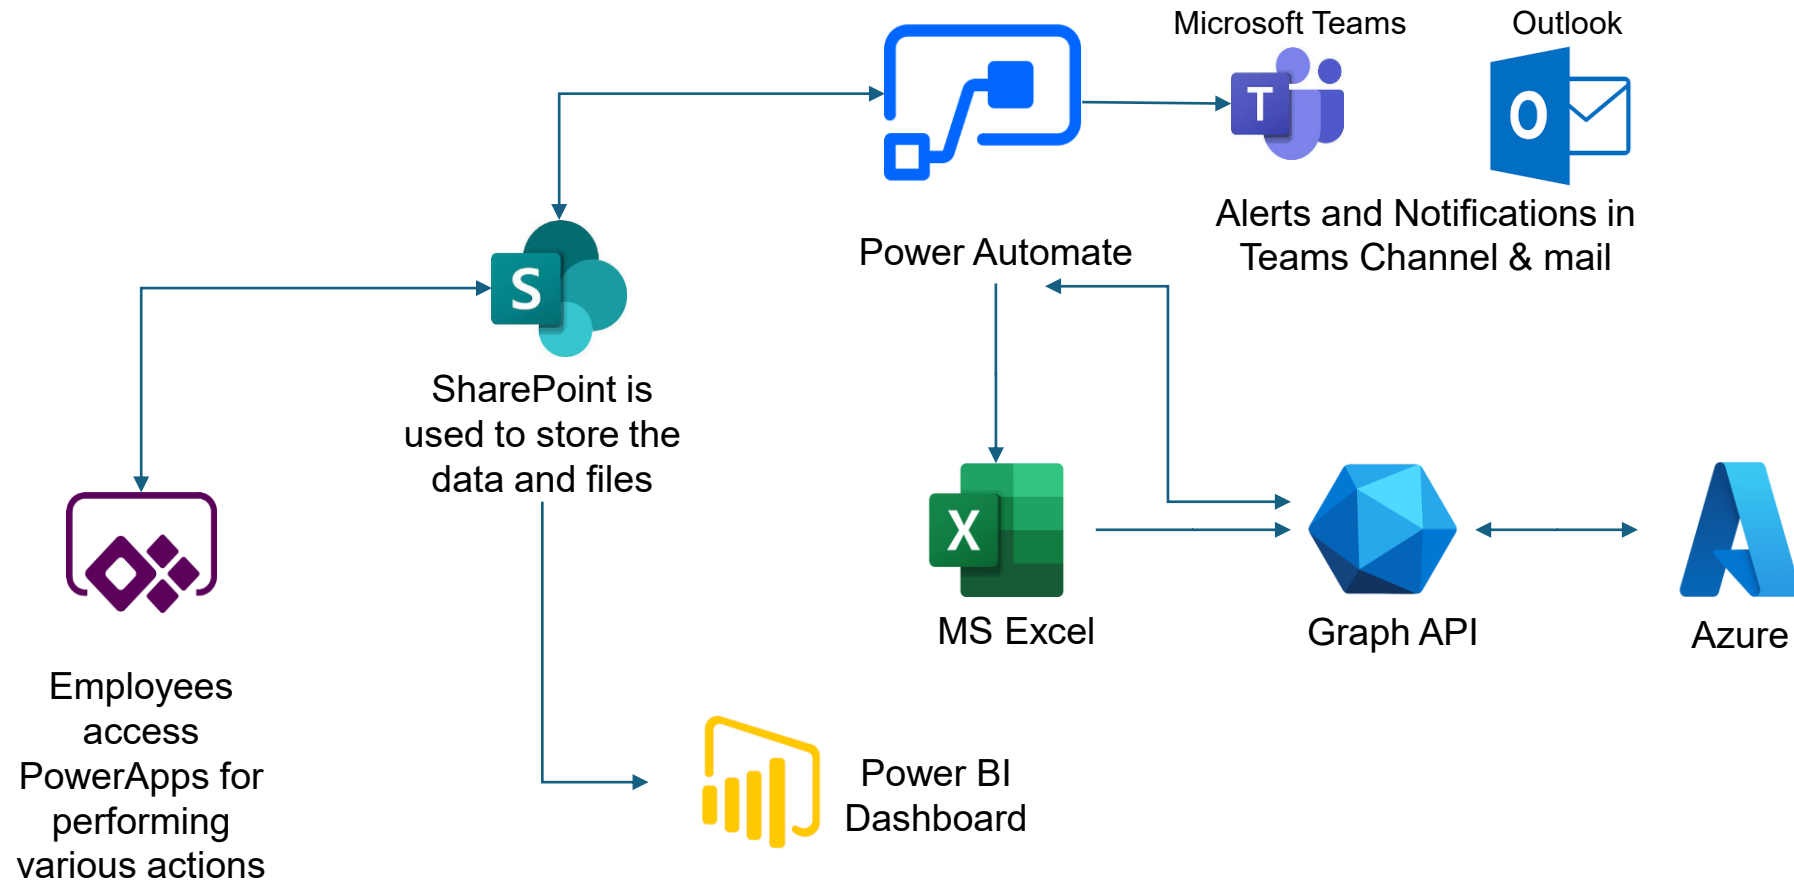 Microsoft Teams
Outlook
T
O
Alerts and Notifications in
Teams Channel & mail
Power Automate
S
SharePoint is
used to store the
data and files
X
MS Excel
Graph API
Azure
Employees
access
PowerApps for
performing
various actions
Power BI
Dashboard